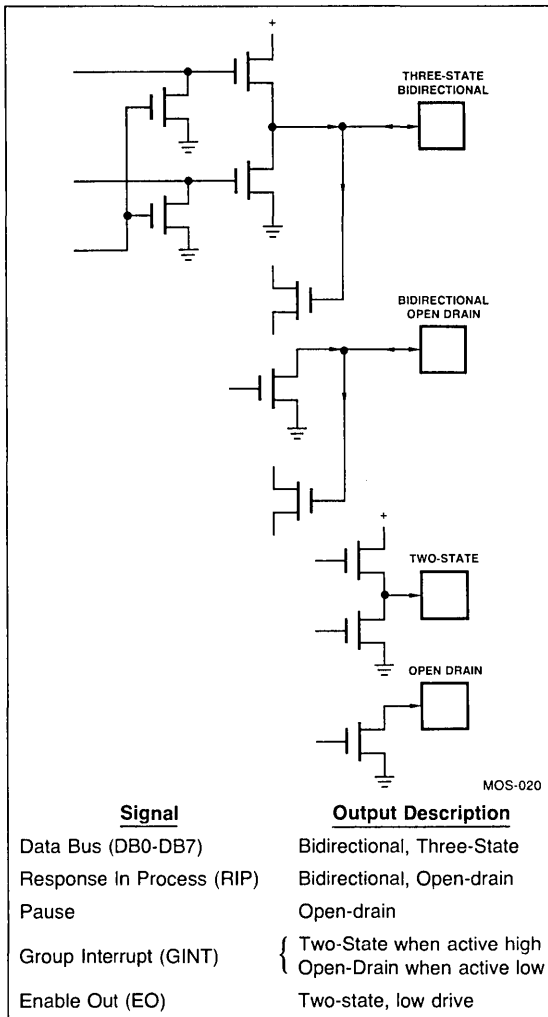 +
THREE-STATE
BIDIRECTIONAL
BIDIRECTIONAL
OPEN DRAIN
+
TWO-STATE
OPEN DRAIN
MOS-020
Signal Output Description
Data Bus (DB0-DB7) Bidirectional, Three-State
Response In Process (RIP) Bidirectional, Open-drain
Pause Open-drain
Group Interrupt (GINT) { Two-State when active high
Open-Drain when active low
Enable Out (EO) Two-state, low drive